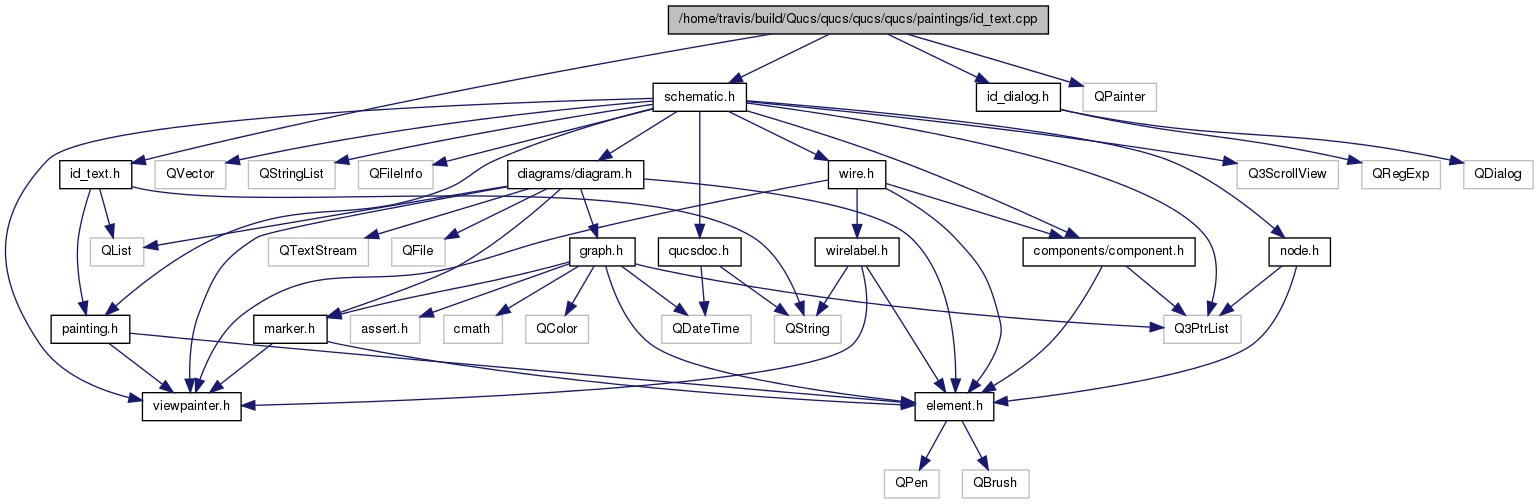 /home/travis/build/Qucs/qucs/qucs/qucs/paintings/id_text.cpp
schematic.h
id_dialog.h
QPainter
id_text.h
QVector
QStringList
QFileInfo
diagrams/diagram.h
wire.h
Q3ScrollView
QRegExp
QDialog
QList
QTextStream
QFile
graph.h
qucsdoc.h
wirelabel.h
components/component.h
node.h
painting.h
marker.h
assert.h
cmath
QColor
QDateTime
QString
Q3PtrList
viewpainter.h
element.h
QPen
QBrush